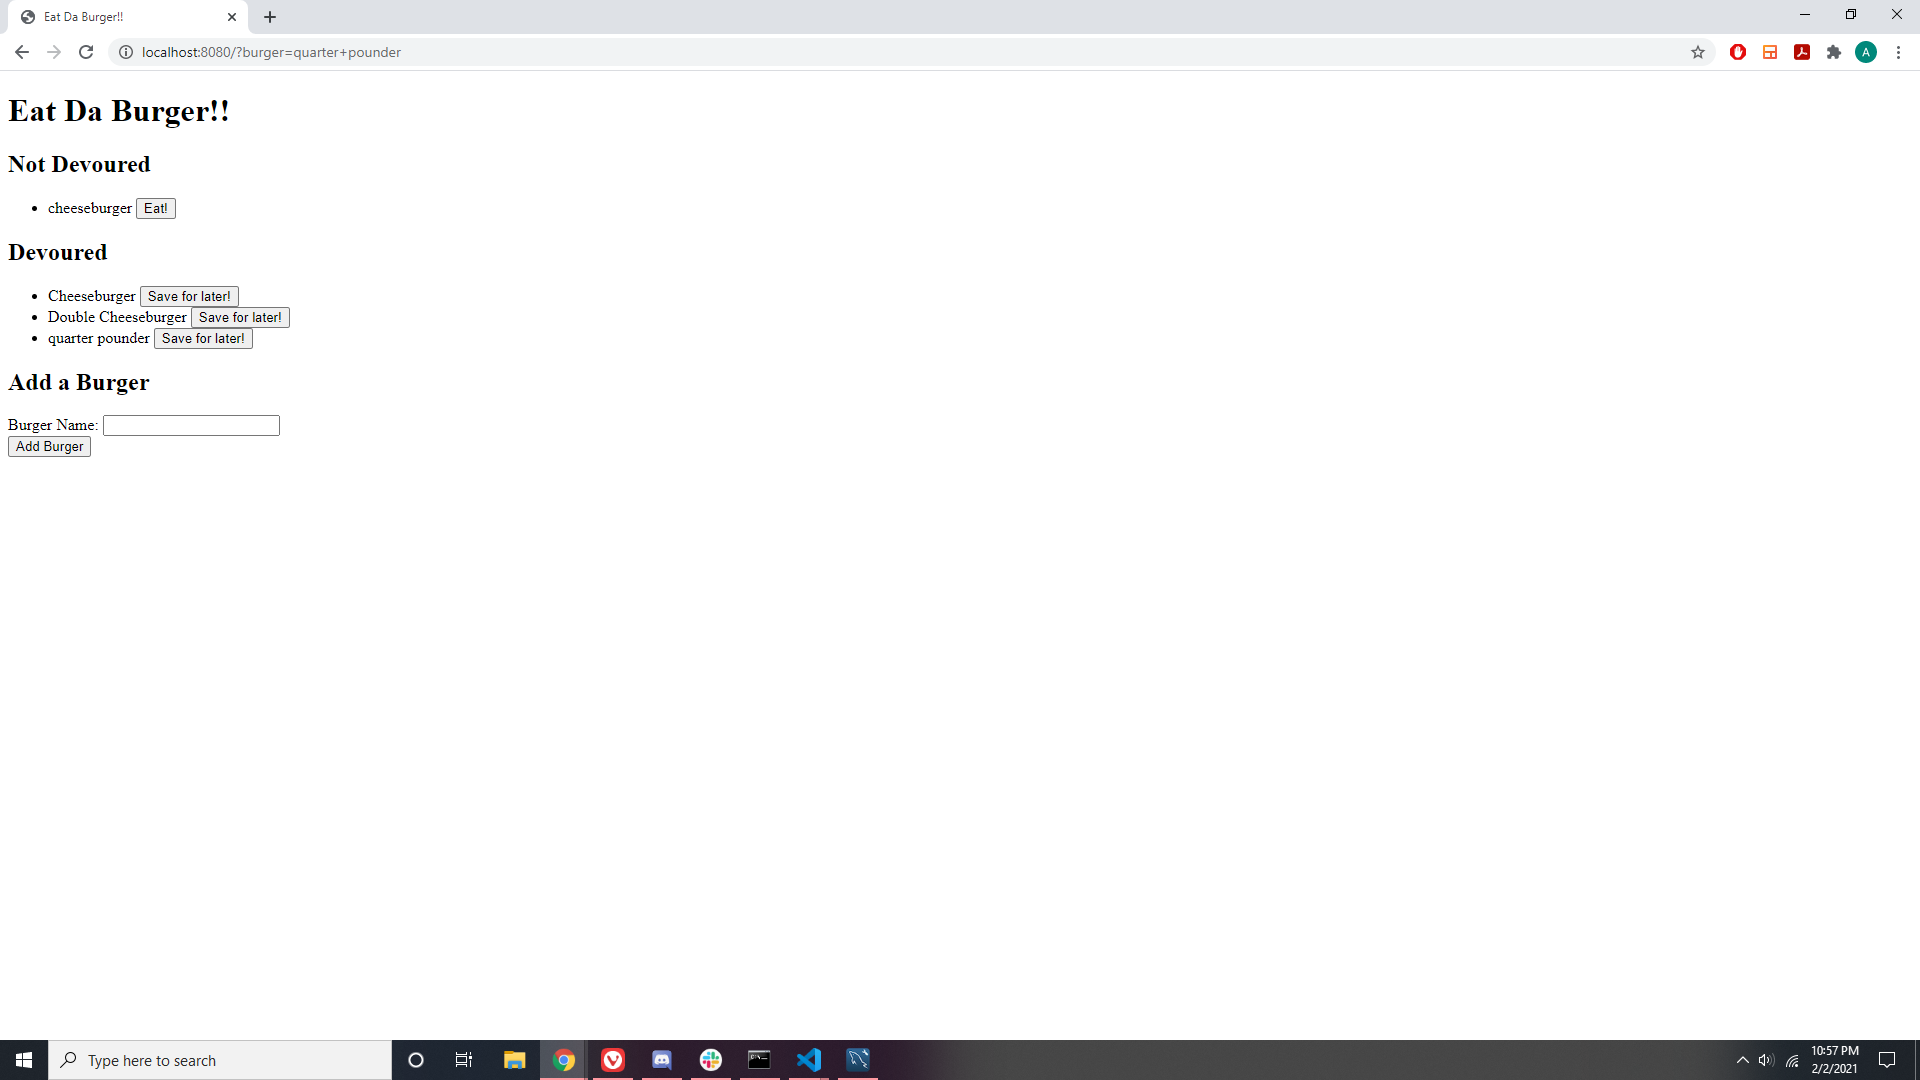 Eat Da Burger!!
localhost:8080/?burger=quarter+pounder
A
Eat Da Burger!!
Not Devoured
cheeseburger Eat!
Devoured
Cheeseburger Save for later!
Double Cheeseburger Save for later!
quarter pounder Save for later!
Add a Burger
Burger Name:
Add Burger
Type here to search
10:57 PM
2/2/2021